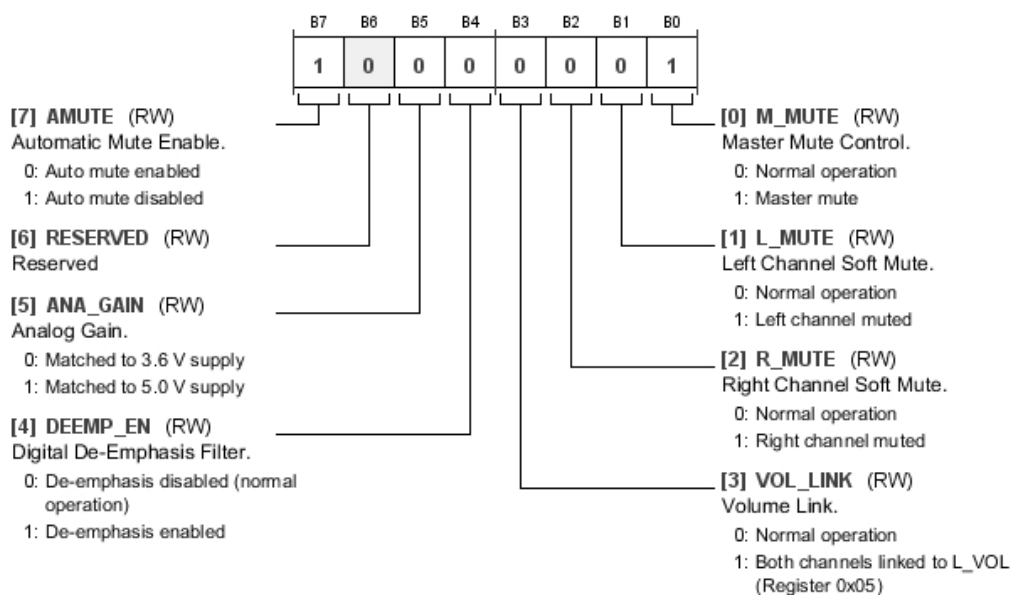 B7 B6 B5 B4 B3 B2 B1 B0
1 0 0 0 0 0 0 1
[7] AMUTE (RW)
Automatic Mute Enable.
0: Auto mute enabled
1: Auto mute disabled
[6] RESERVED (RW)
Reserved
[5] ANA_GAIN (RW)
Analog Gain.
0: Matched to 3.6 V supply
1: Matched to 5.0 V supply
[4] DEEMP_EN (RW)
Digital De-Emphasis Filter.
0: De-emphasis disabled (normal
operation)
1: De-emphasis enabled
[0] M_MUTE (RW)
Master Mute Control.
0: Normal operation
1: Master mute
[1] L_MUTE (RW)
Left Channel Soft Mute.
0: Normal operation
1: Left channel muted
[2] R_MUTE (RW)
Right Channel Soft Mute.
0: Normal operation
1: Right channel muted
[3] VOL_LINK (RW)
Volume Link.
0: Normal operation
1: Both channels linked to L_VOL
(Register 0x05)